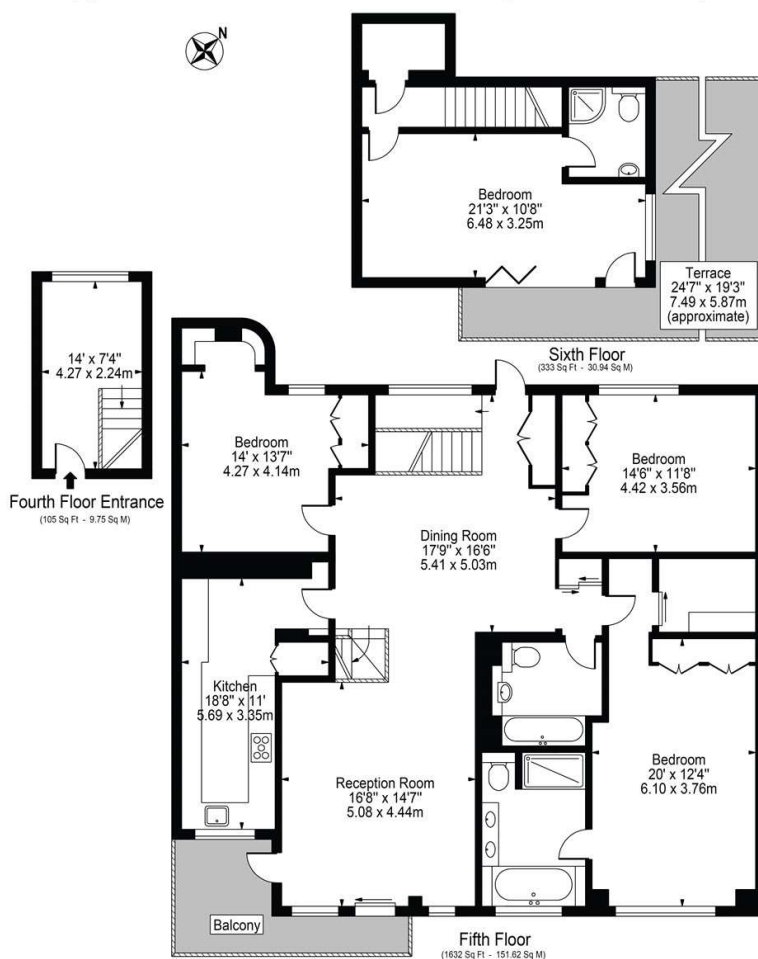 N
Bedroom
21'3" x 10'8"
6.48 x 3.25m
Terrace
24'7" x 19'3"
7.49 x 5.87m
(approximate)
Sixth Floor
(333 Sq Ft - 30.94 Sq M)
14' x 7'4"
4.27 x 2.24m
Fourth Floor Entrance
(105 Sq Ft - 9.75 Sq M)
Bedroom
14' x 13'7"
4.27 x 4.14m
Bedroom
14'6" x 11'8"
4.42 x 3.56m
Dining Room
17'9" x 16'6"
5.41 x 5.03m
Kitchen
18'8" x 11'
5.69 x 3.35m
Reception Room
16'8" x 14'7"
5.08 x 4.44m
Bedroom
20' x 12'4"
6.10 x 3.76m
Balcony
Fifth Floor
(1632 Sq Ft - 151.62 Sq M)